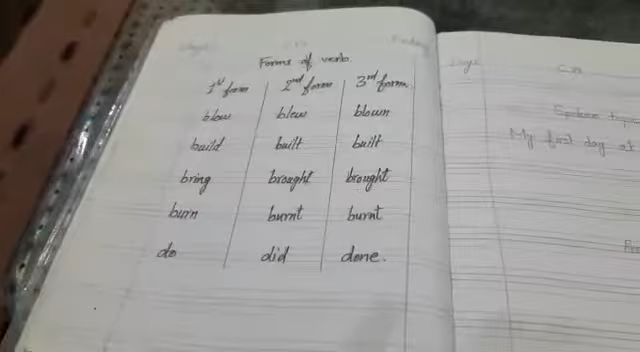 Forms of verb.
1st form 2nd form 3rd form
blow blew blown
build built built
bring brought brought
burn burnt burnt
do did done.
My first day at